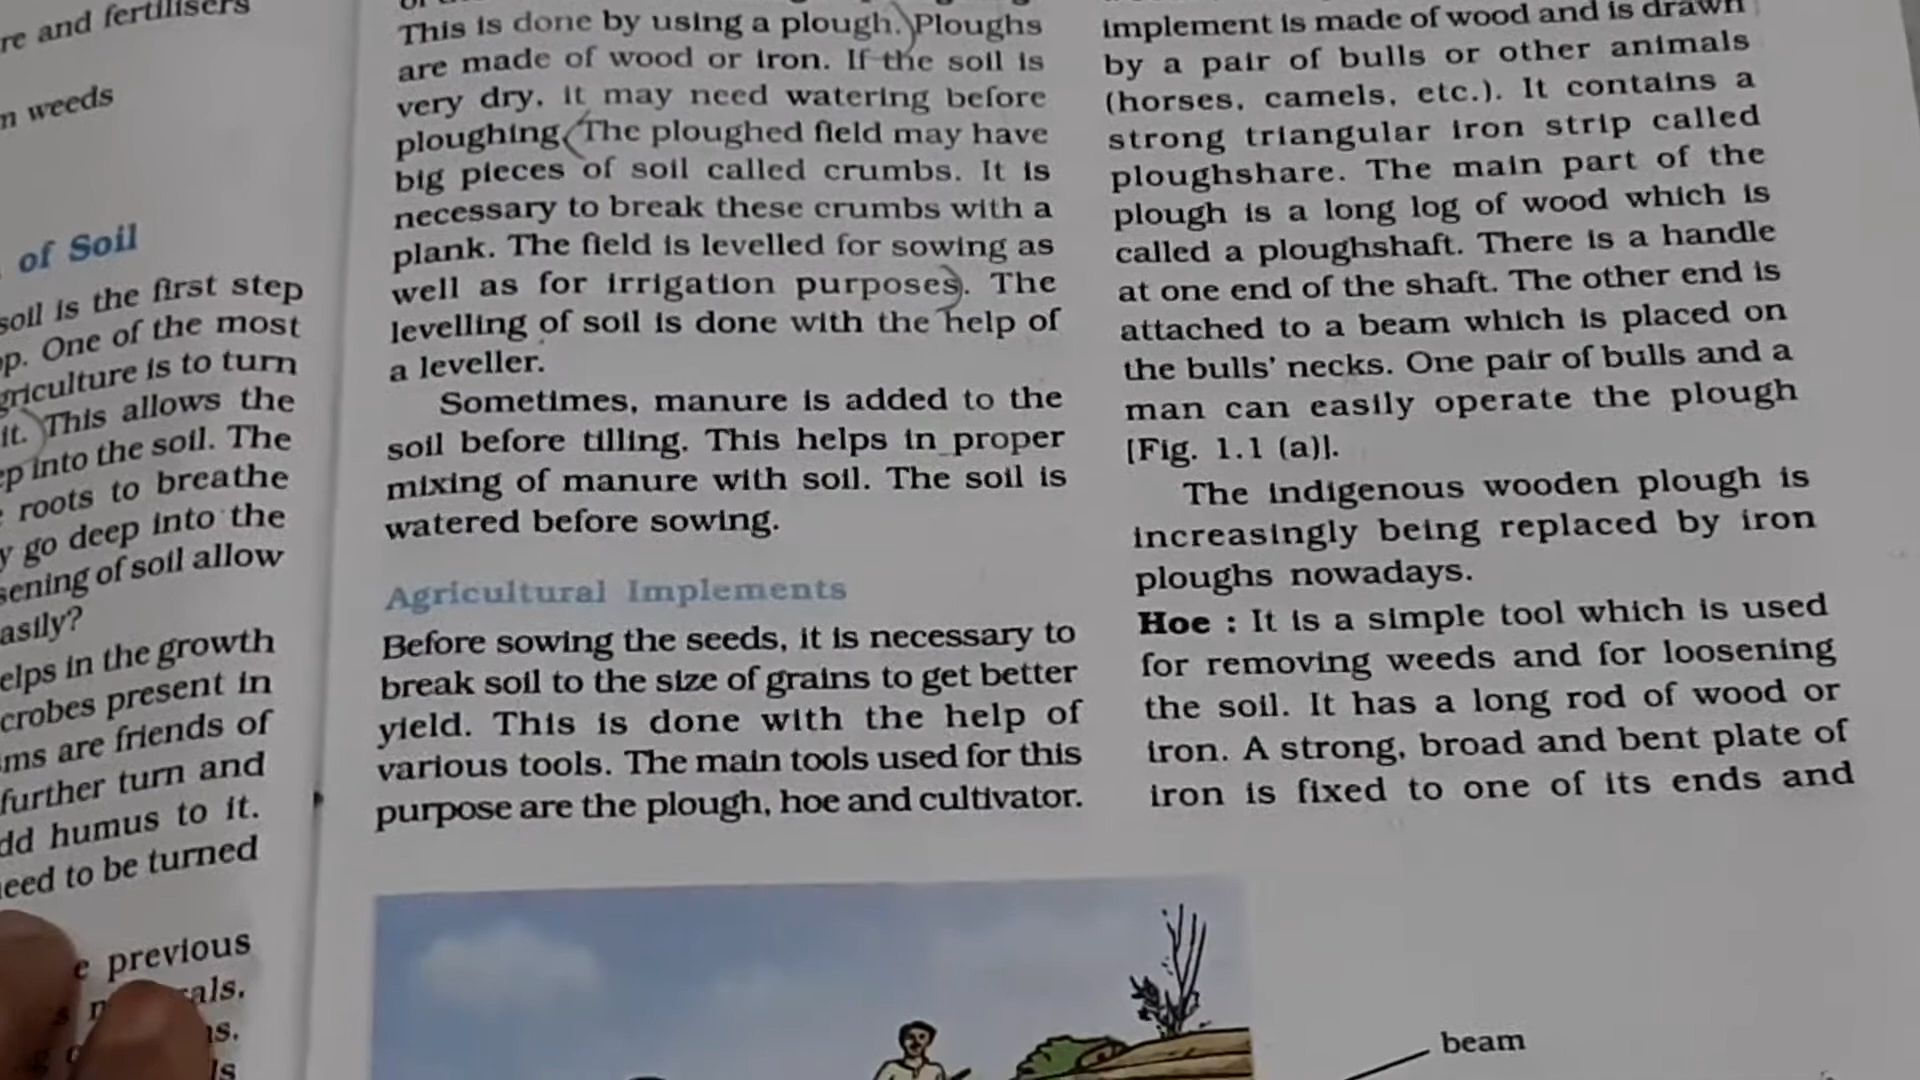 re and fertilisers
weeds
of Soil
soil is the first step
One of the most
griculture is to turn
it. This allows the
into the soil. The
roots to breathe
go deep into the
of soil allow
asily?
elps in the growth
crobes present in
are friends of
further turn and
humus to it.
need to be turned
previous
This is done by using a plough. Ploughs
are made of wood or iron. If the soil is
very dry, it may need watering before
ploughing. The ploughed field may have
big pieces of soil called crumbs. It is
necessary to break these crumbs with a
plank. The field is levelled for sowing as
well as for irrigation purposes. The
levelling of soil is done with the help of
a leveller.
Sometimes, manure is added to the
soil before tilling. This helps in proper
mixing of manure with soil. The soil is
watered before sowing.
Agricultural Implements
Before sowing the seeds, it is necessary to
break soil to the size of grains to get better
yield. This is done with the help of
various tools. The main tools used for this
purpose are the plough, hoe and cultivator.
implement is made of wood and is drawn
by a pair of bulls or other animals
(horses, camels, etc.). It contains a
strong triangular iron strip called
ploughshare. The main part of the
plough is a long log of wood which is
called a ploughshaft. There is a handle
at one end of the shaft. The other end is
attached to a beam which is placed on
the bulls' necks. One pair of bulls and a
man can easily operate the plough
[Fig. 1.1 (a)].
The indigenous wooden plough is
increasingly being replaced by iron
ploughs nowadays.
Hoe : It is a simple tool which is used
for removing weeds and for loosening
the soil. It has a long rod of wood or
iron. A strong, broad and bent plate of
iron is fixed to one of its ends and
beam